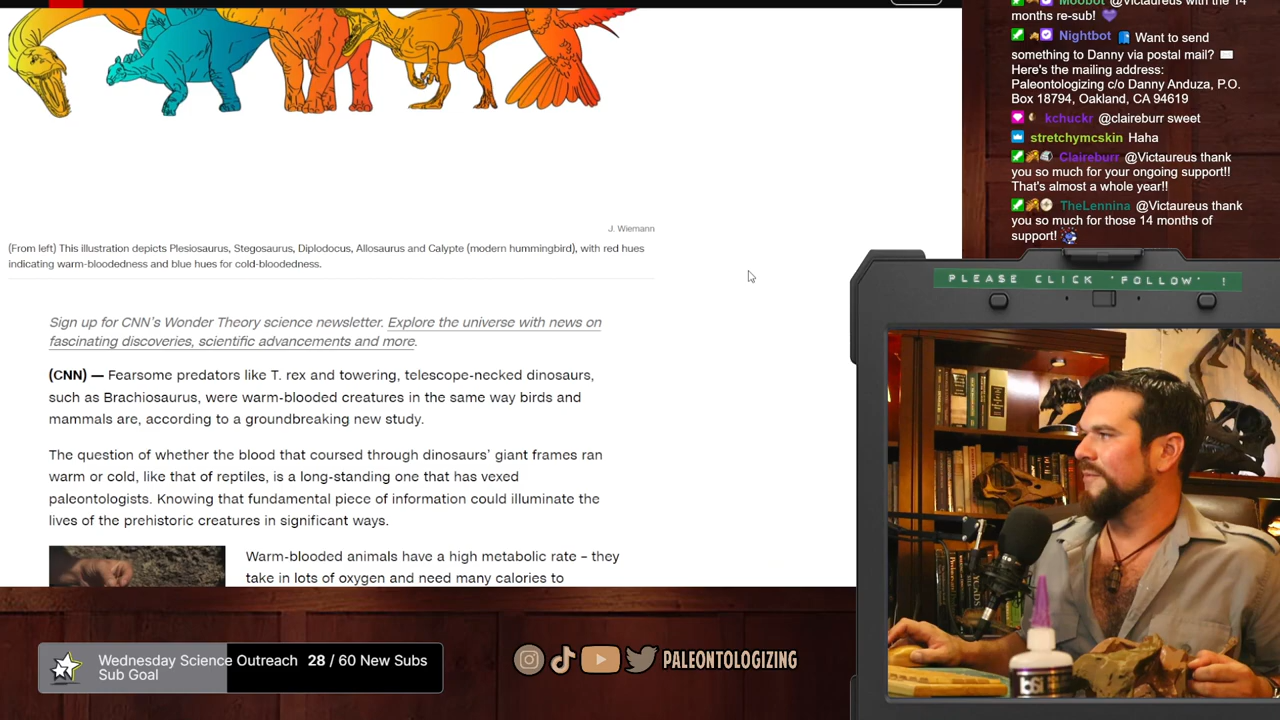 J. Wiemann
(From left) This illustration depicts Plesiosaurus, Stegosaurus, Diplodocus, Allosaurus and Calypte (modern hummingbird), with red hues
indicating warm-bloodedness and blue hues for cold-bloodedness.
Sign up for CNN's Wonder Theory science newsletter. Explore the universe with news on
fascinating discoveries, scientific advancements and more.
(CNN) — Fearsome predators like T. rex and towering, telescope-necked dinosaurs,
such as Brachiosaurus, were warm-blooded creatures in the same way birds and
mammals are, according to a groundbreaking new study.
The question of whether the blood that coursed through dinosaurs' giant frames ran
warm or cold, like that of reptiles, is a long-standing one that has vexed
paleontologists. Knowing that fundamental piece of information could illuminate the
lives of the prehistoric creatures in significant ways.
Warm-blooded animals have a high metabolic rate – they
take in lots of oxygen and need many calories to
Moobot @Victaureus with the 14
months re-sub!
Nightbot Want to send
something to Danny via postal mail?
Here's the mailing address:
Paleontologizing c/o Danny Anduza, P.O.
Box 18794, Oakland, CA 94619
kchuckr @claireburr sweet
stretchymcskin Haha
Claireburr @Victaureus thank
you so much for your ongoing support!!
That's almost a whole year!!
TheLennina @Victaureus thank
you so much for those 14 months of
support!
PLEASE CLICK 'FOLLOW' !
Wednesday Science Outreach 28 / 60 New Subs
Sub Goal
PALEONTOLOGIZING